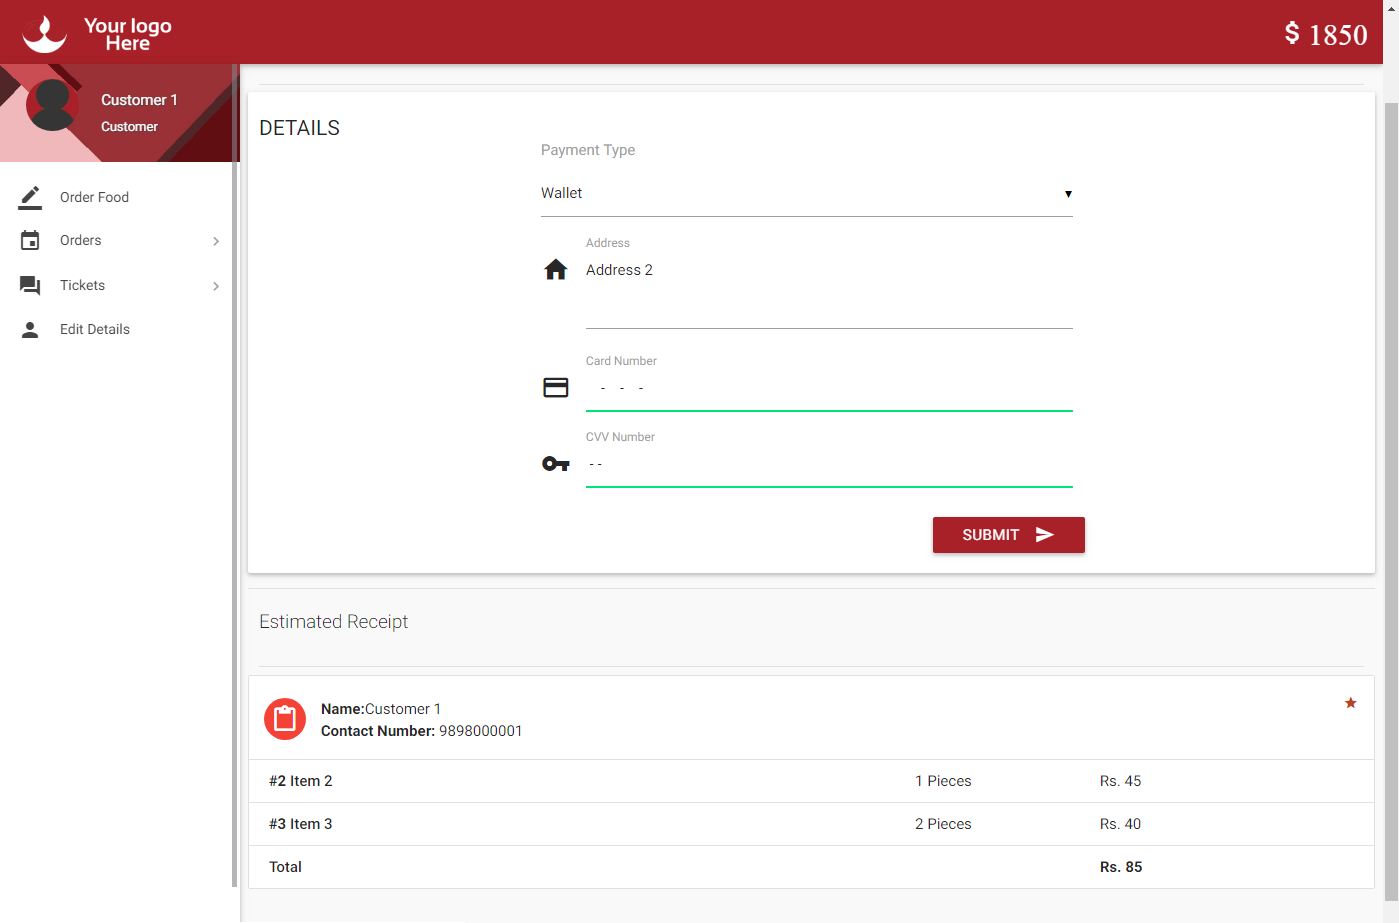 Your logo
Here
$ 1850
Customer 1
Customer
Order Food
Orders
Tickets
Edit Details
DETAILS
Payment Type
Wallet
Address
Address 2
Card Number
- - -
CVV Number
- -
SUBMIT
Estimated Receipt
Name:Customer 1
Contact Number: 9898000001
#2 Item 2 1 Pieces Rs. 45
#3 Item 3 2 Pieces Rs. 40
Total Rs. 85